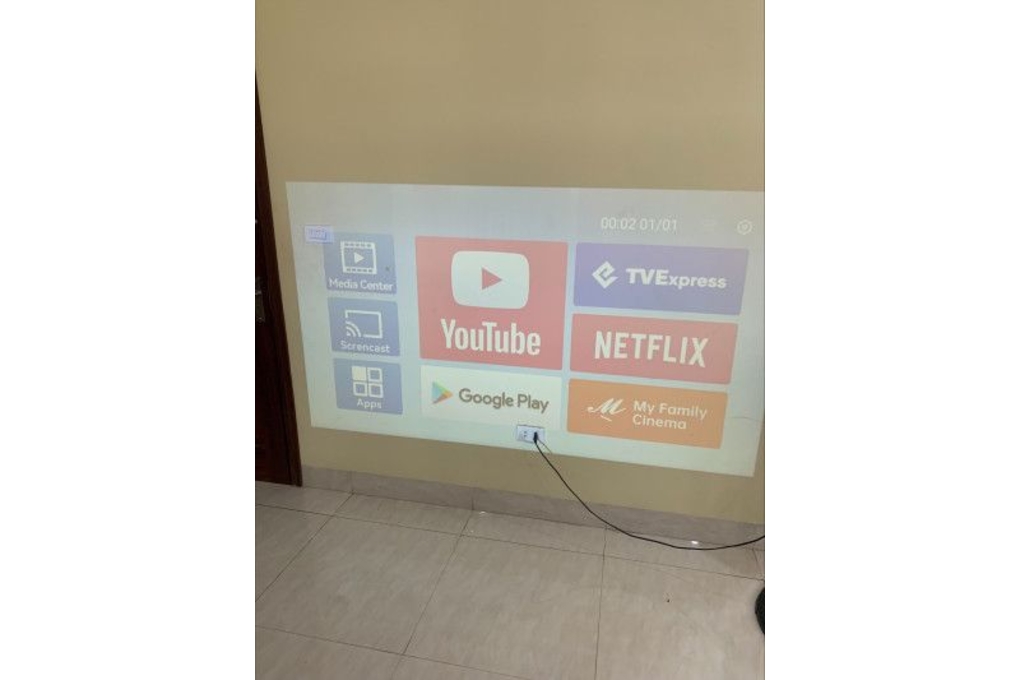 00:02 01/01
Media Center
Screncast
Apps
YouTube
Google Play
TVExpress
NETFLIX
My Family
Cinema